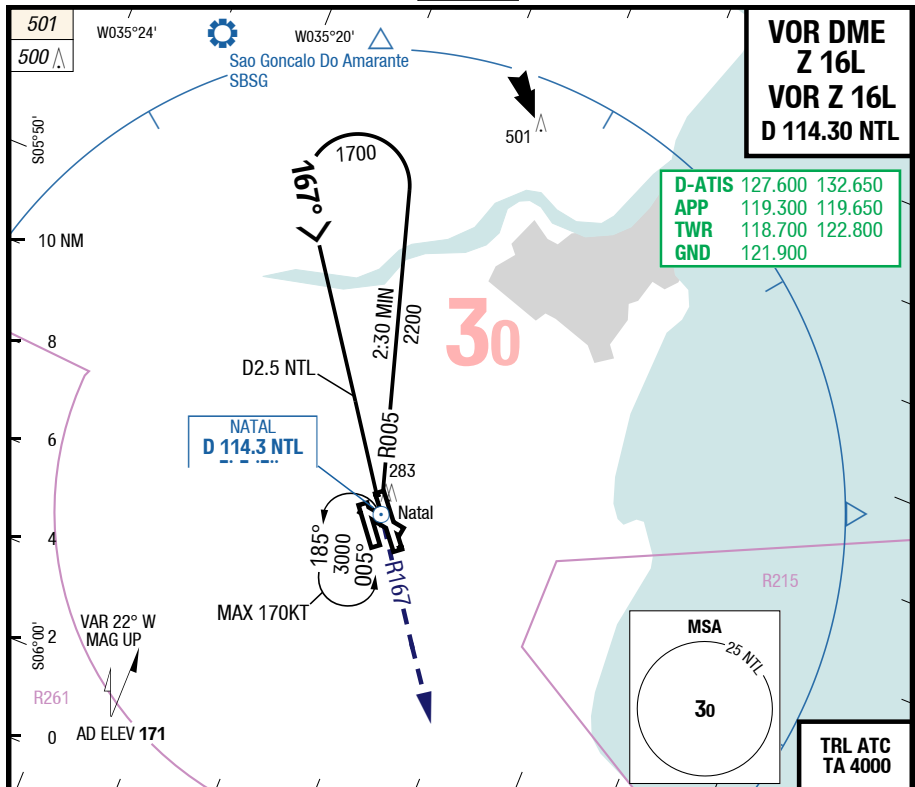 501
500
W035°24'
W035°20'
Sao Goncalo Do Amarante
SBSG
VOR DME
Z 16L
VOR Z 16L
D 114.30 NTL
S05°50'
501
167°
1700
D-ATIS 127.600 132.650
APP 119.300 119.650
TWR 118.700 122.800
GND 121.900
10 NM
2:30 MIN
2200
30
8
D2.5 NTL
6
NATAL
D 114.3 NTL
R005
283
Natal
4
185°
3000
005°
R167
MAX 170KT
R215
S06°00'
2
VAR 22° W
MAG UP
MSA
25 NTL
30
R261
AD ELEV 171
0
TRL ATC
TA 4000